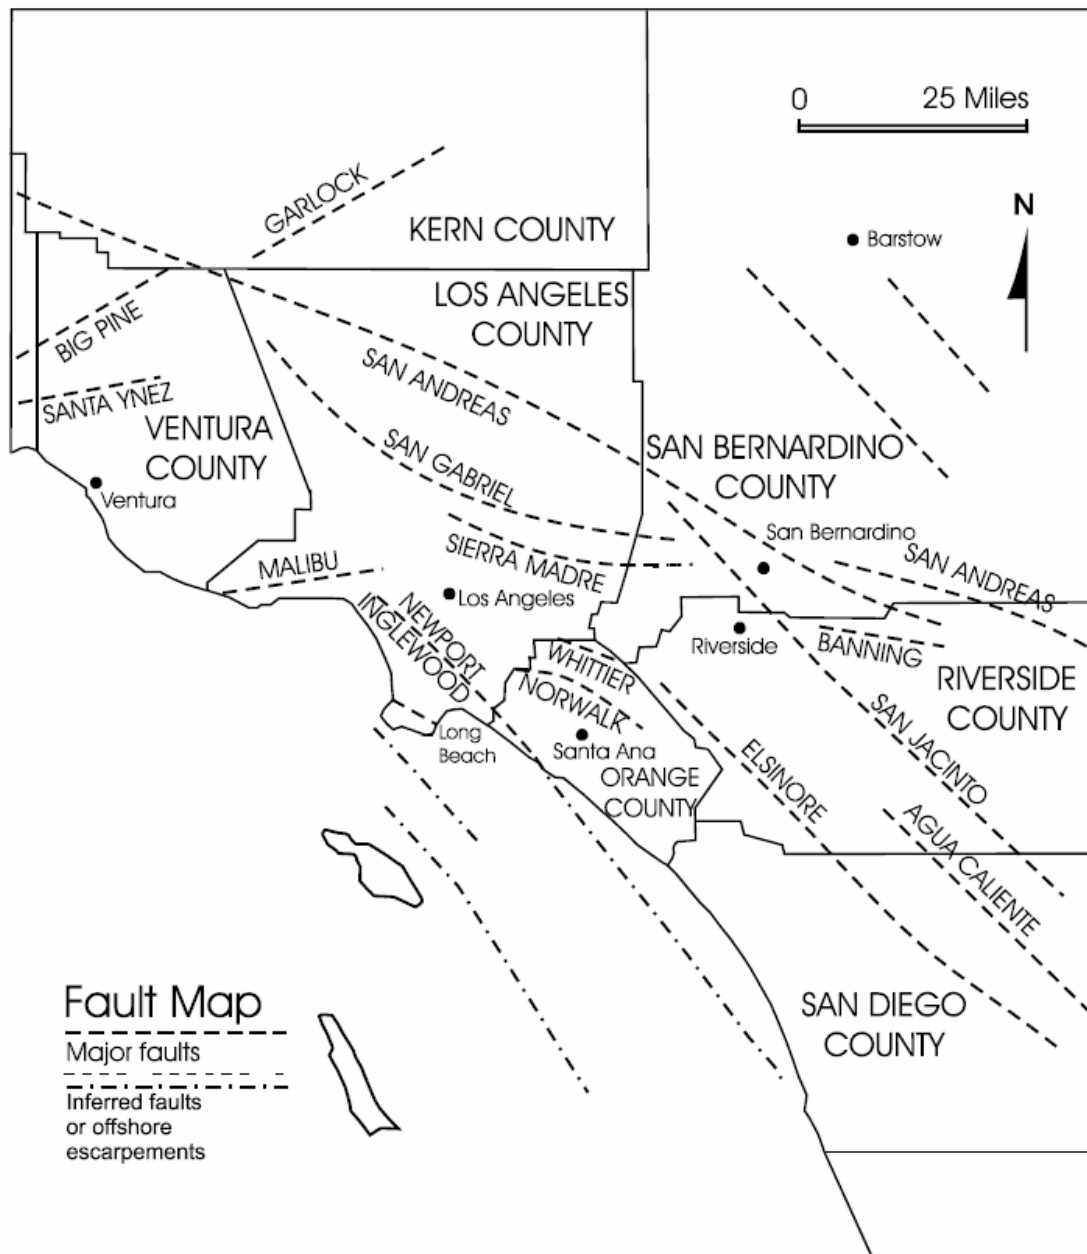 0 25 Miles
N
GARLOCK
KERN COUNTY
Barstow
LOS ANGELES
COUNTY
BIG PINE
SAN ANDREAS
SANTA YNEZ
VENTURA
COUNTY
SAN GABRIEL
SAN BERNARDINO
COUNTY
Ventura
San Bernardino
SIERRA MADRE
SAN ANDREAS
MALIBU
Los Angeles
NEWPORT
INGLEWOOD
Riverside
BANNING
WHITTIER
RIVERSIDE
COUNTY
NORWALK
SAN JACINTO
Long
Beach
Santa Ana
ELSINORE
ORANGE
COUNTY
AGUA CALIENTE
Fault Map
Major faults
Inferred faults
or offshore
escarpements
SAN DIEGO
COUNTY